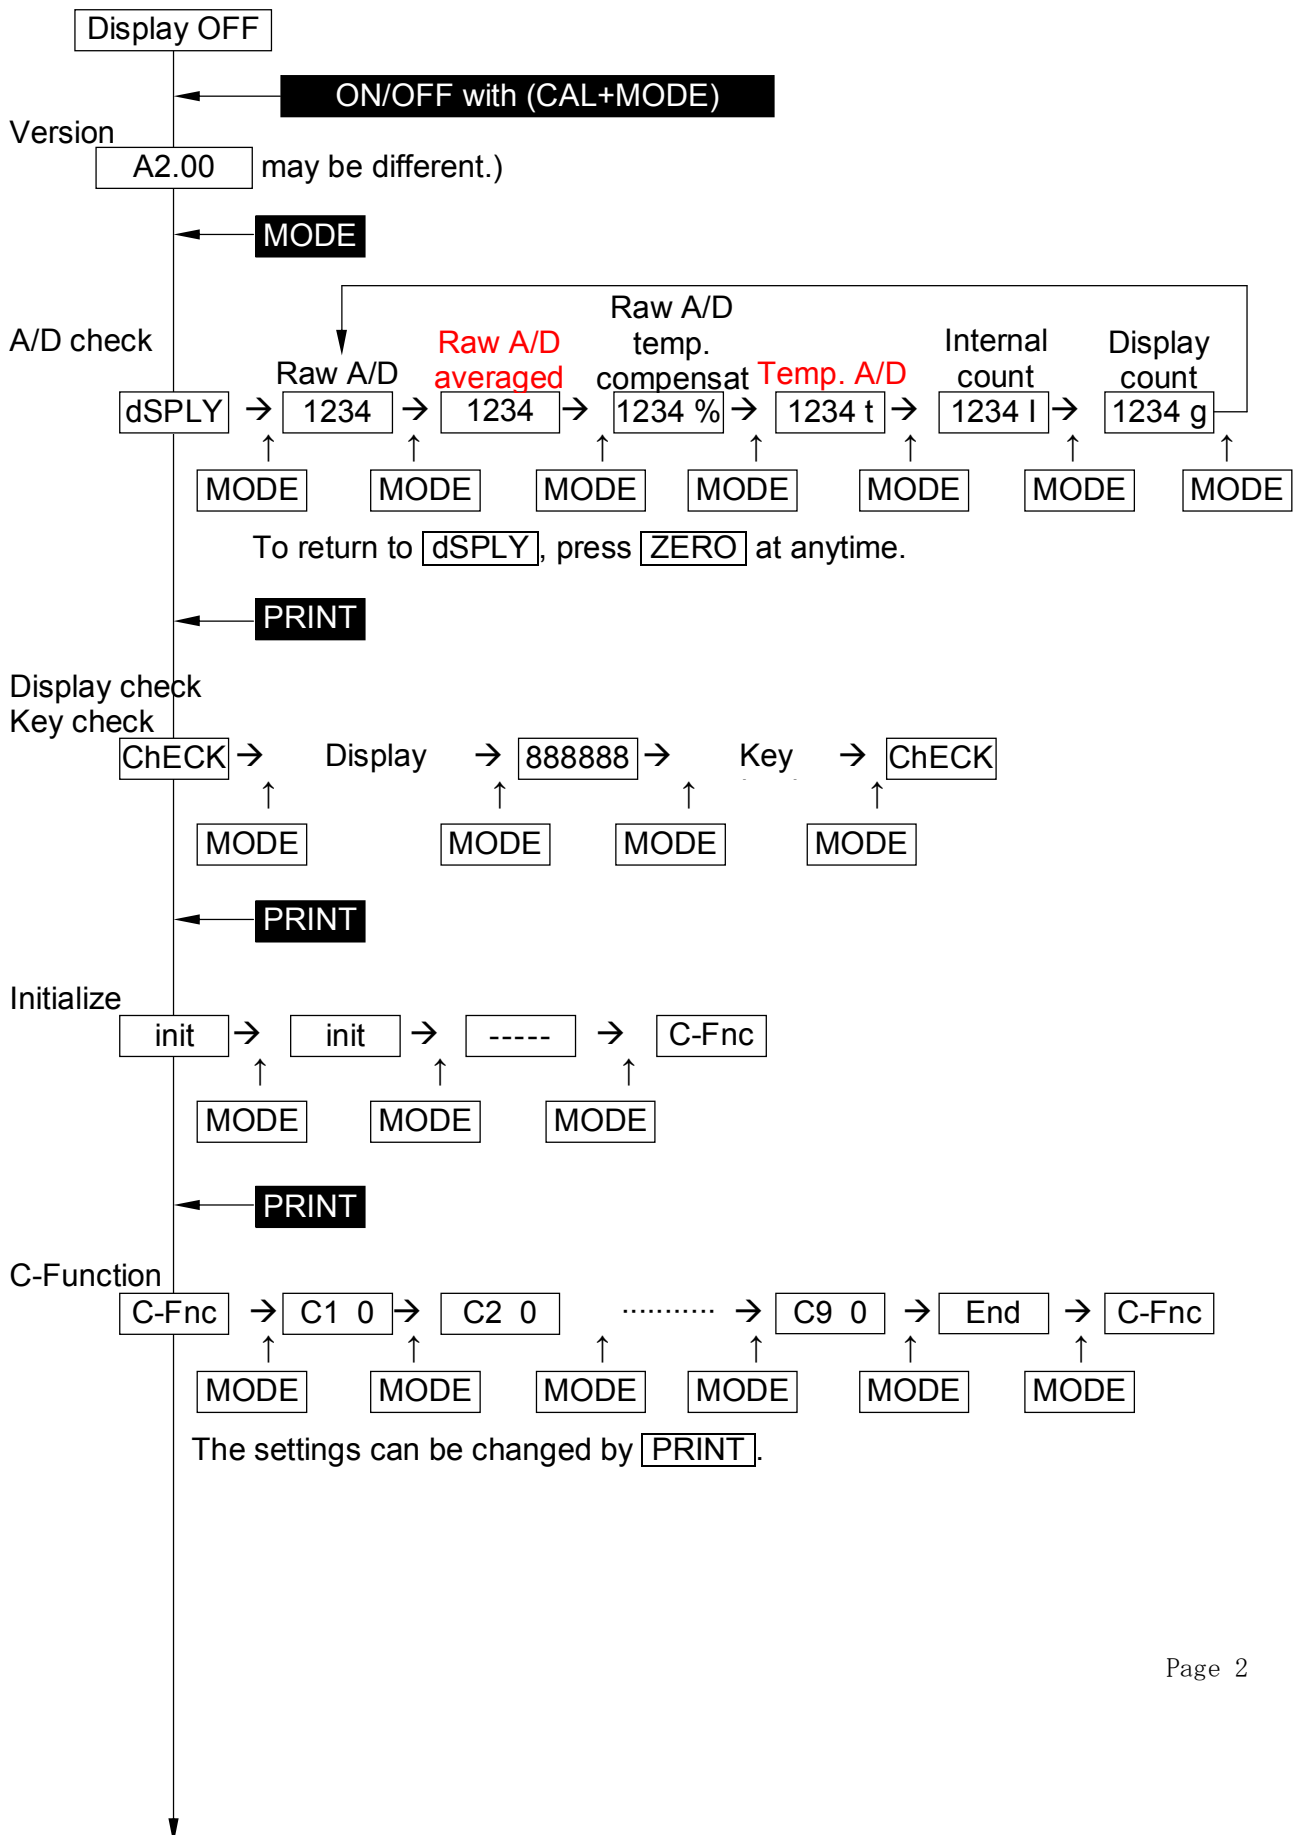 Display OFF
ON/OFF with (CAL+MODE)
Version
A2.00 may be different.)
MODE
A/D check
Raw A/D
Raw A/D
averaged
Raw A/D
temp.
compensat
Temp. A/D
Internal
count
Display
count
dSPLY → 1234 → 1234 → 1234 % → 1234 t → 1234 I → 1234 g
↑ ↑ ↑ ↑ ↑ ↑ ↑
MODE MODE MODE MODE MODE MODE MODE
To return to dSPLY, press ZERO at anytime.
PRINT
Display check
Key check
ChECK → Display → 888888 → Key → ChECK
↑ ↑ ↑ ↑
MODE MODE MODE MODE
PRINT
Initialize
init → init → ----- → C-Fnc
↑ ↑ ↑
MODE MODE MODE
PRINT
C-Function
C-Fnc → C1 0 → C2 0 ··········· → C9 0 → End → C-Fnc
↑ ↑ ↑ ↑ ↑ ↑
MODE MODE MODE MODE MODE MODE
The settings can be changed by PRINT.
Page 2